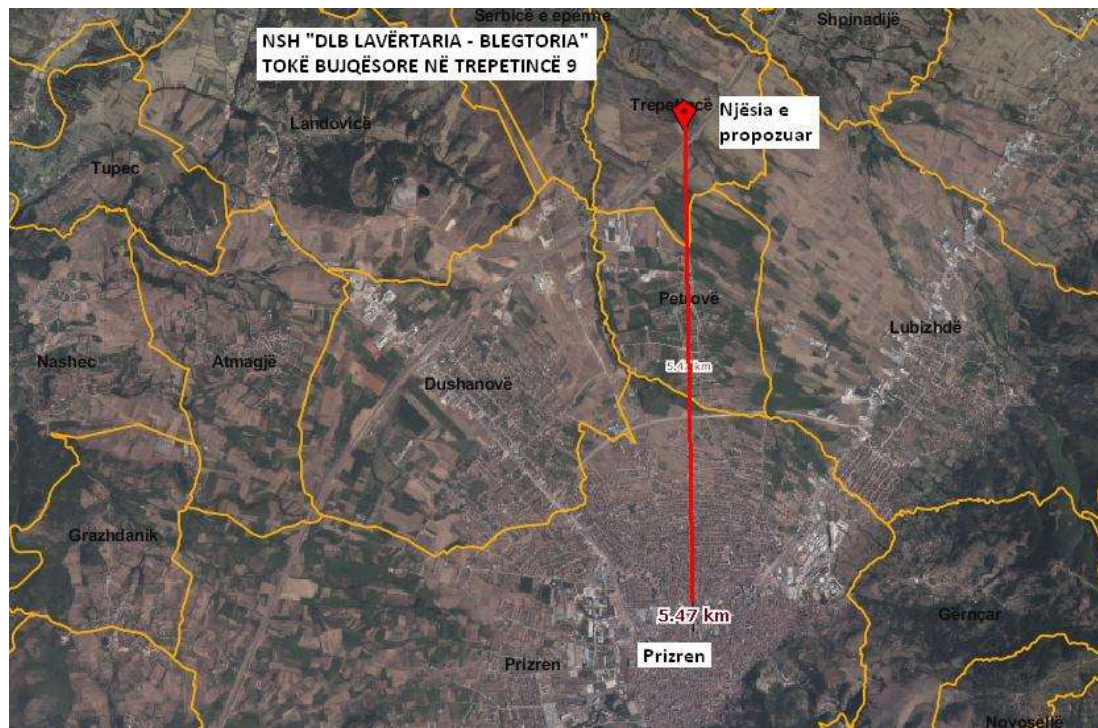 Serbicë e epërme
Shpinadijë
NSH "DLB LAVËRTARIA - BLEGTORIA"
TOKË BUJQËSORE NË TREPETINCË 9
Landovicë
Trepetincë
Njësia e
propozuar
Tupec
Petrovë
Lubizhdë
Nashec
Atmagjë
Dushanovë
5.47 km
Grazhdanik
5.47 km
Gërnçar
Prizren
Prizren
Novosellë